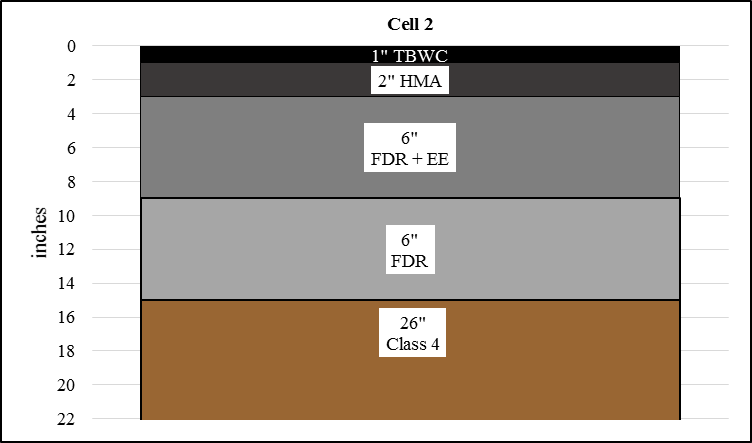 Cell 2
0
1" TBWC
2
2" HMA
4
6
6"
FDR + EE
8
10
inches
12
6"
FDR
14
16
26"
Class 4
18
20
22